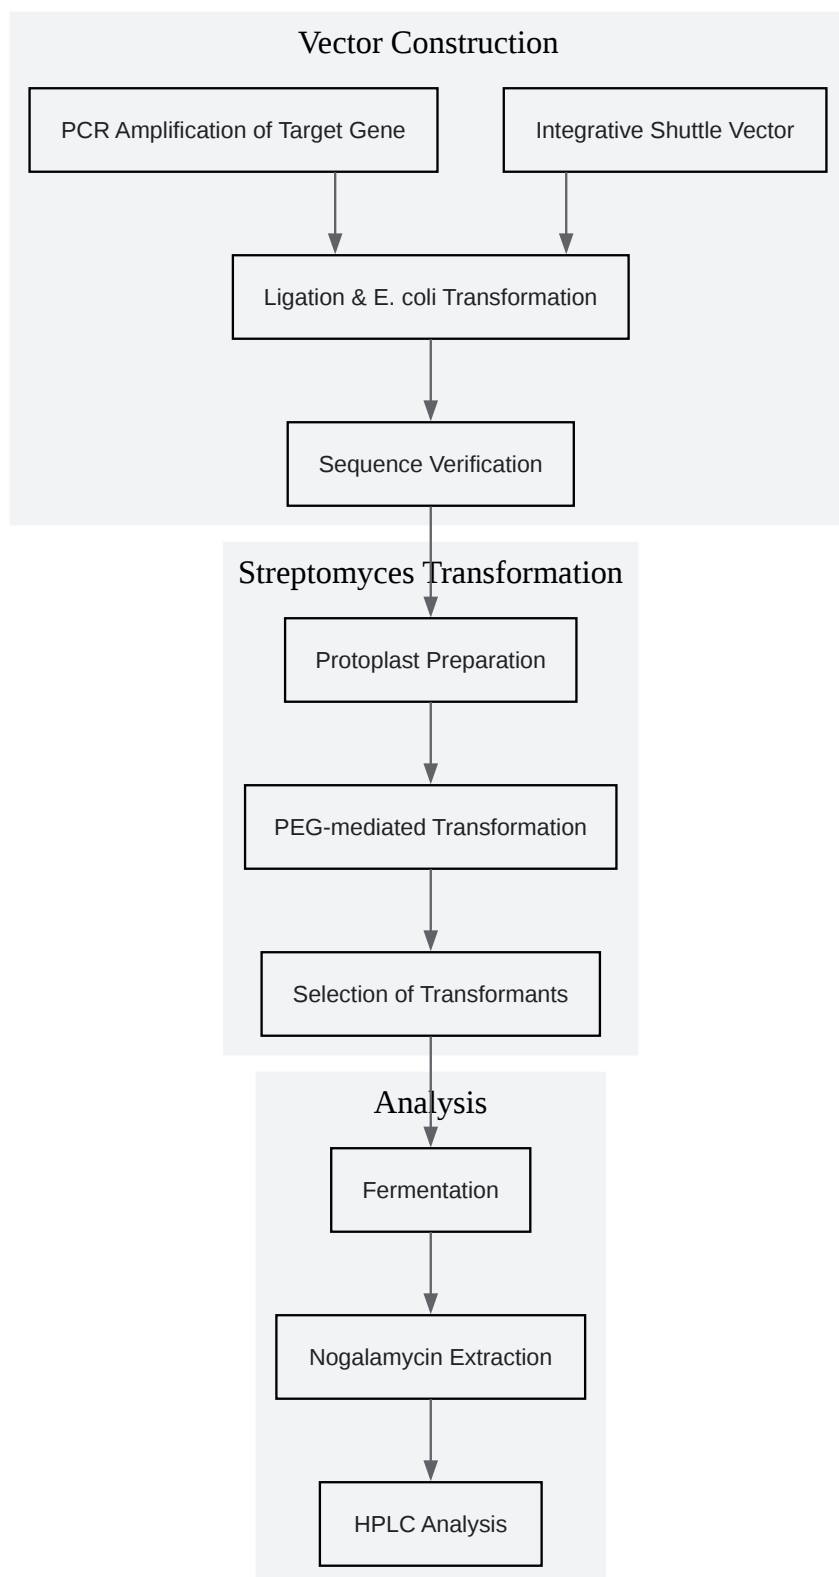 Vector Construction
PCR Amplification of Target Gene
Integrative Shuttle Vector
Ligation & E. coli Transformation
Sequence Verification
Streptomyces Transformation
Protoplast Preparation
PEG-mediated Transformation
Selection of Transformants
Analysis
Fermentation
Nogalamycin Extraction
HPLC Analysis